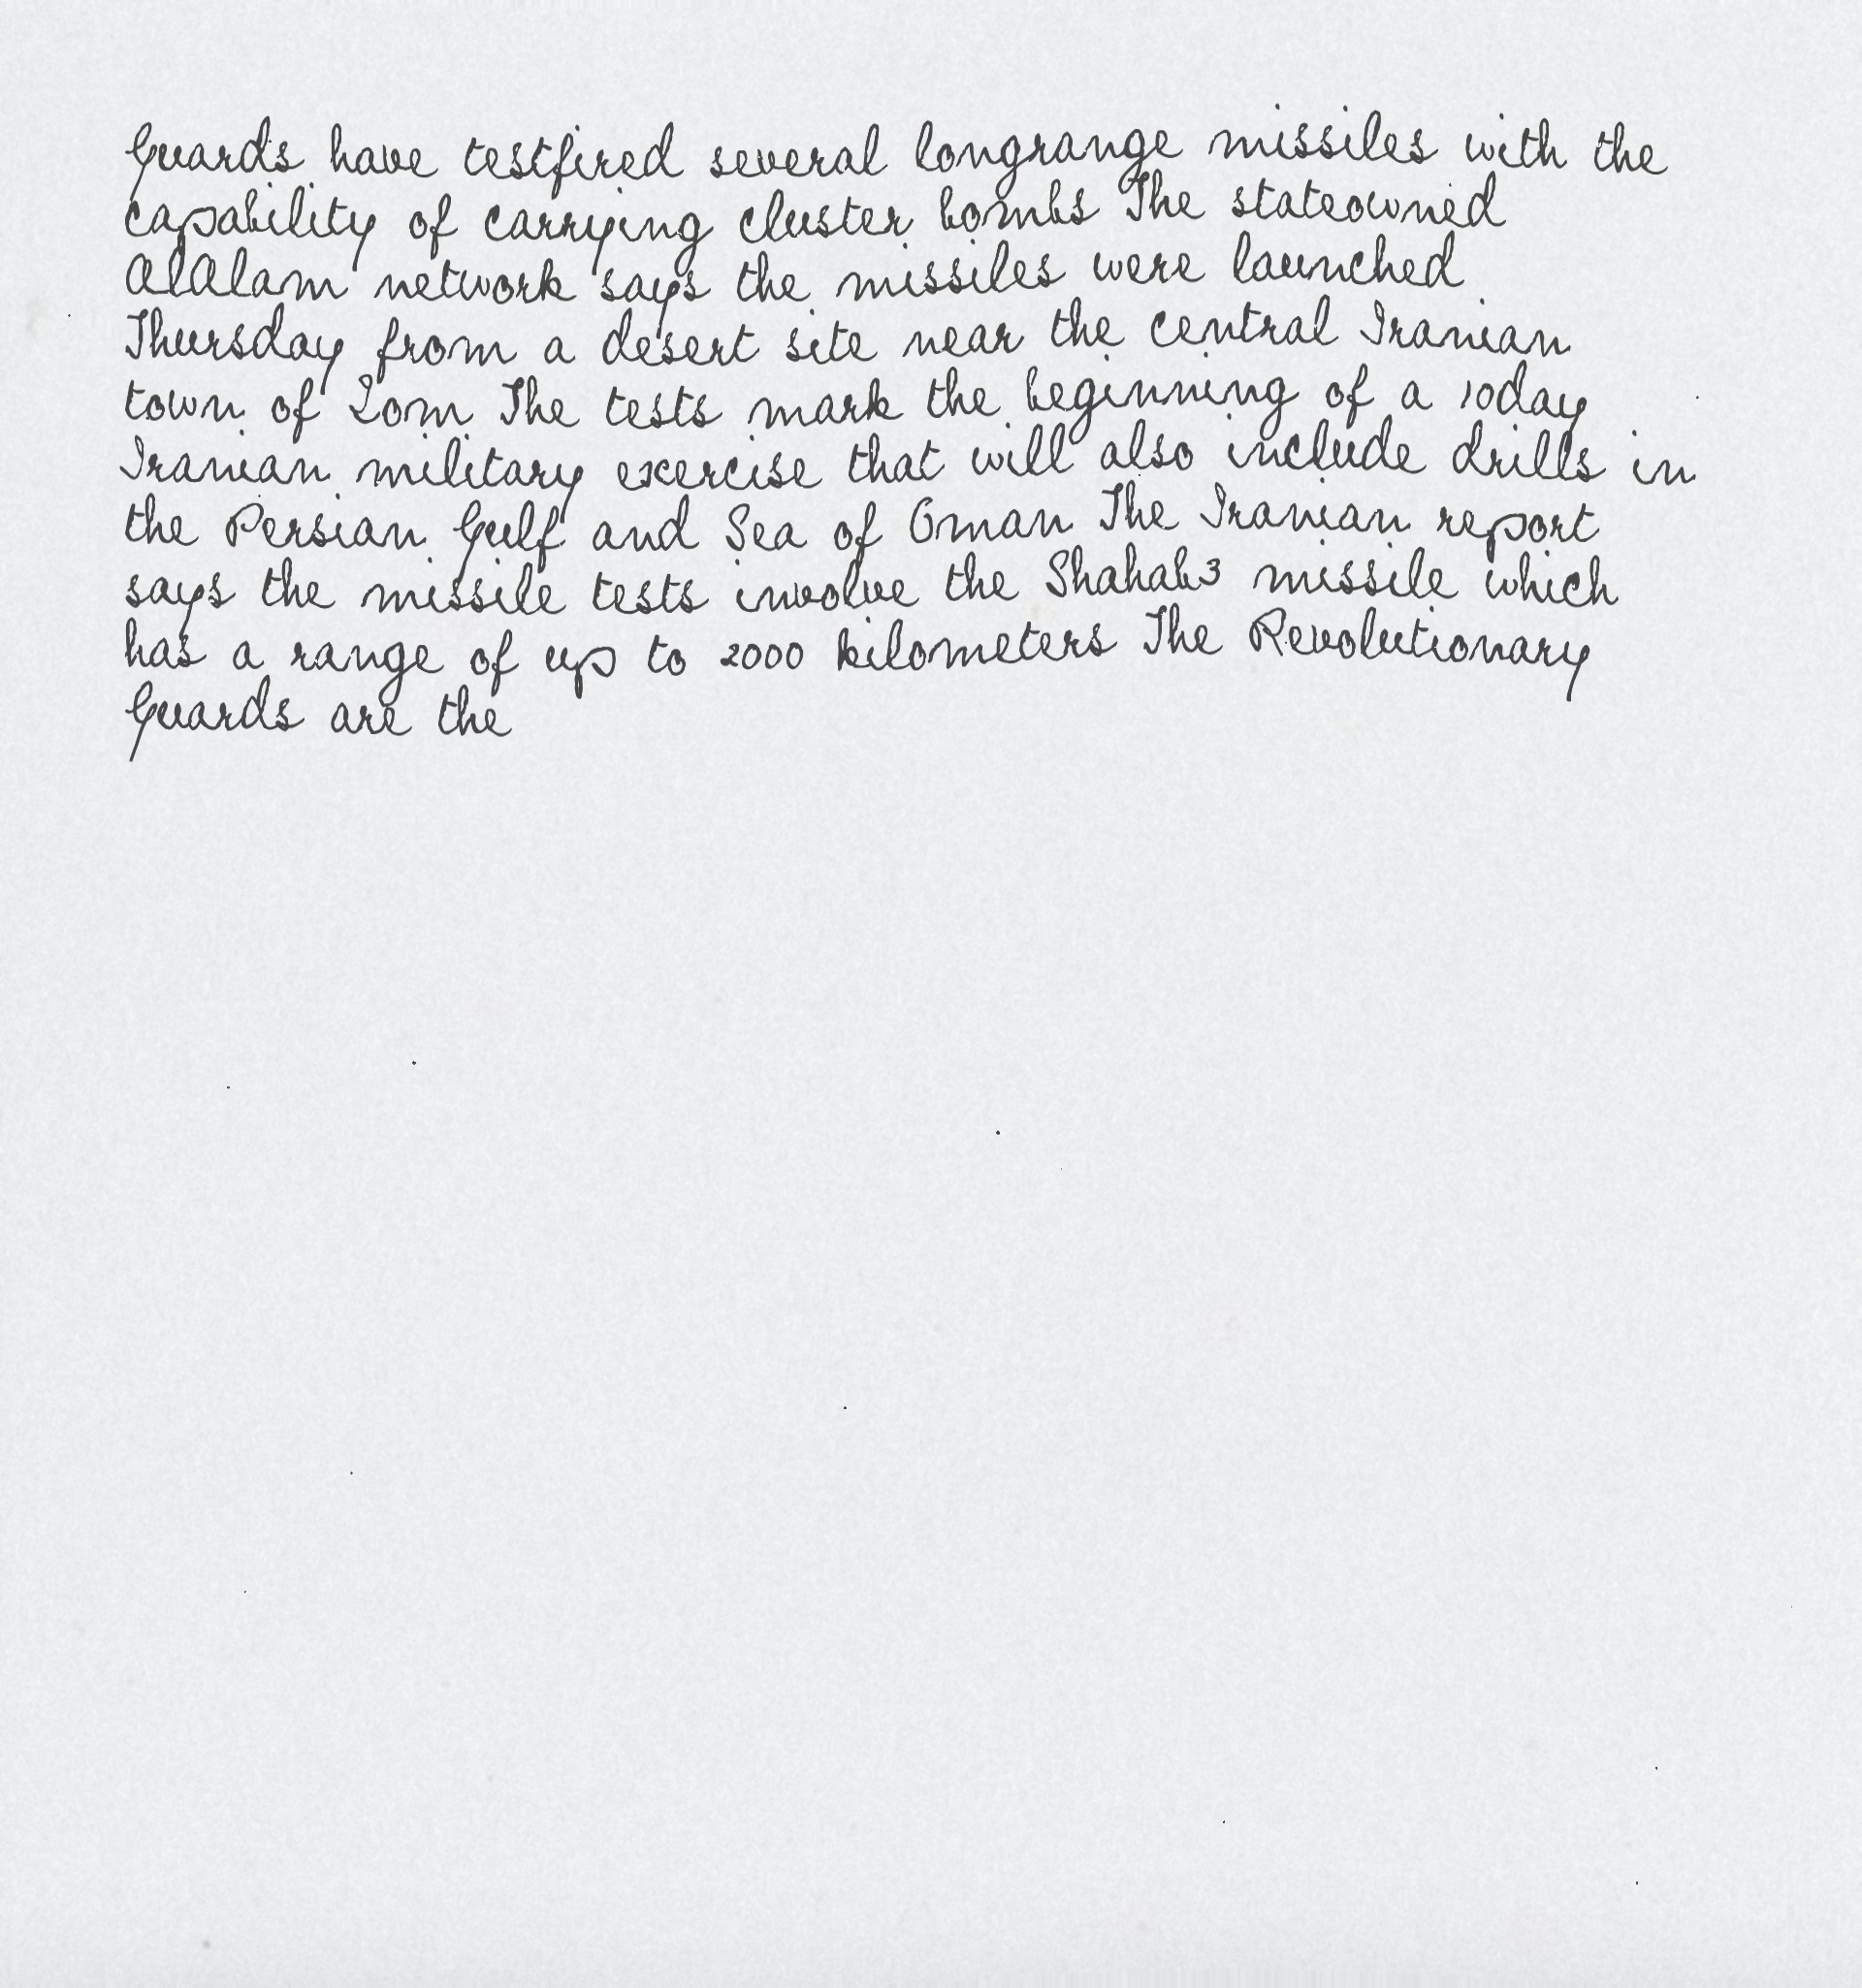 Guards have testfired several longrange missiles with the
capability of carrying cluster bombs The stateowned
AlAlam network says the missiles were launched
Thursday from a desert site near the central Iranian
town of Qom The tests mark the beginning of a 10day
Iranian military exercise that will also include drills in
the Persian Gulf and Sea of Oman The Iranian report
says the missile tests involve the Shahab3 missile which
has a range of up to 2000 kilometers The Revolutionary
Guards are the